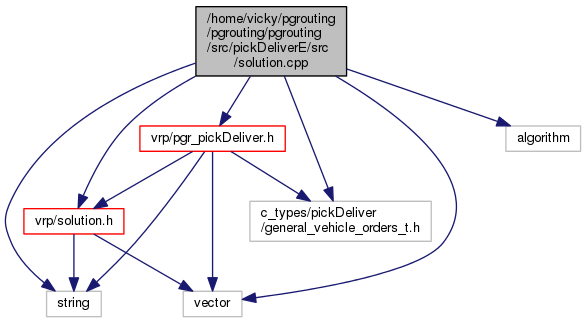 /home/vicky/pgrouting
/pgrouting/pgrouting
/src/pickDeliverE/src
/solution.cpp
vrp/pgr_pickDeliver.h
algorithm
vrp/solution.h
c_types/pickDeliver
/general_vehicle_orders_t.h
string
vector